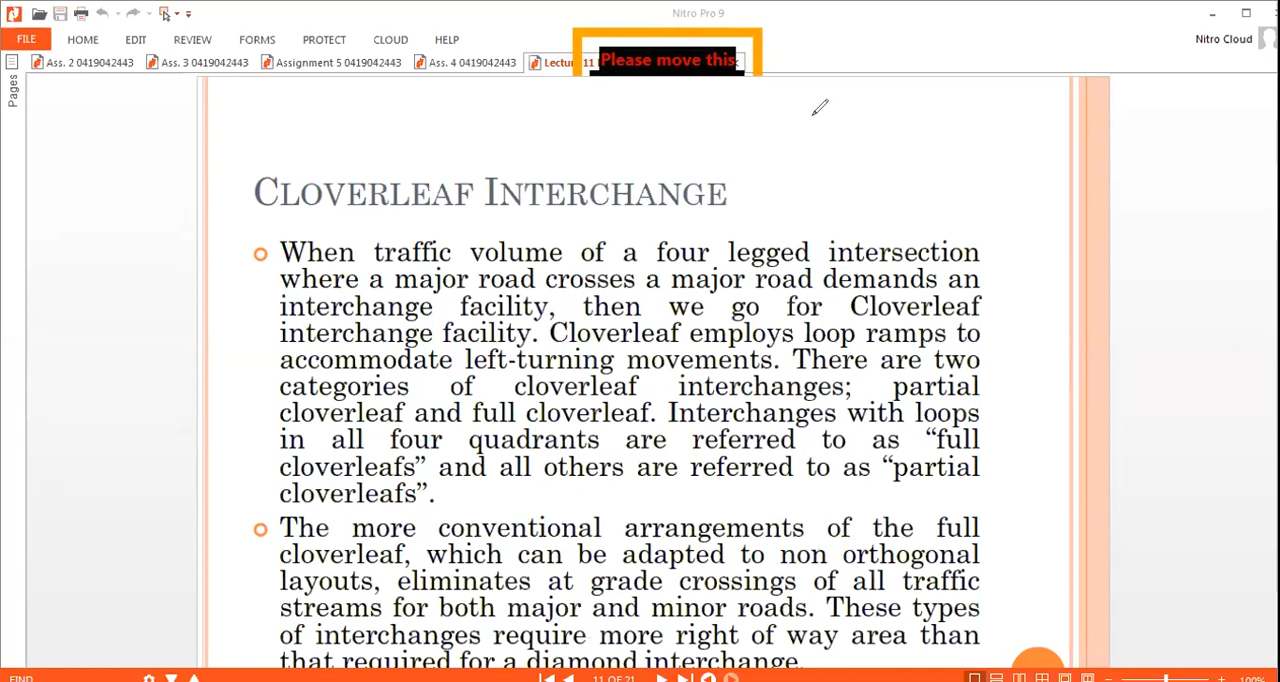 Nitro Pro 9
FILE HOME EDIT REVIEW FORMS PROTECT CLOUD HELP
Nitro Cloud
Ass. 2 0419042443 Ass. 3 0419042443 Assignment 5 0419042443 Ass. 4 0419042443 Lecture 11
Please move this
Pages
CLOVERLEAF INTERCHANGE
When traffic volume of a four legged intersection
where a major road crosses a major road demands an
interchange facility, then we go for Cloverleaf
interchange facility. Cloverleaf employs loop ramps to
accommodate left-turning movements. There are two
categories of cloverleaf interchanges; partial
cloverleaf and full cloverleaf. Interchanges with loops
in all four quadrants are referred to as “full
cloverleafs” and all others are referred to as “partial
cloverleafs”.
The more conventional arrangements of the full
cloverleaf, which can be adapted to non orthogonal
layouts, eliminates at grade crossings of all traffic
streams for both major and minor roads. These types
of interchanges require more right of way area than
that required for a diamond interchange.
FIND 11 OF 21 100%